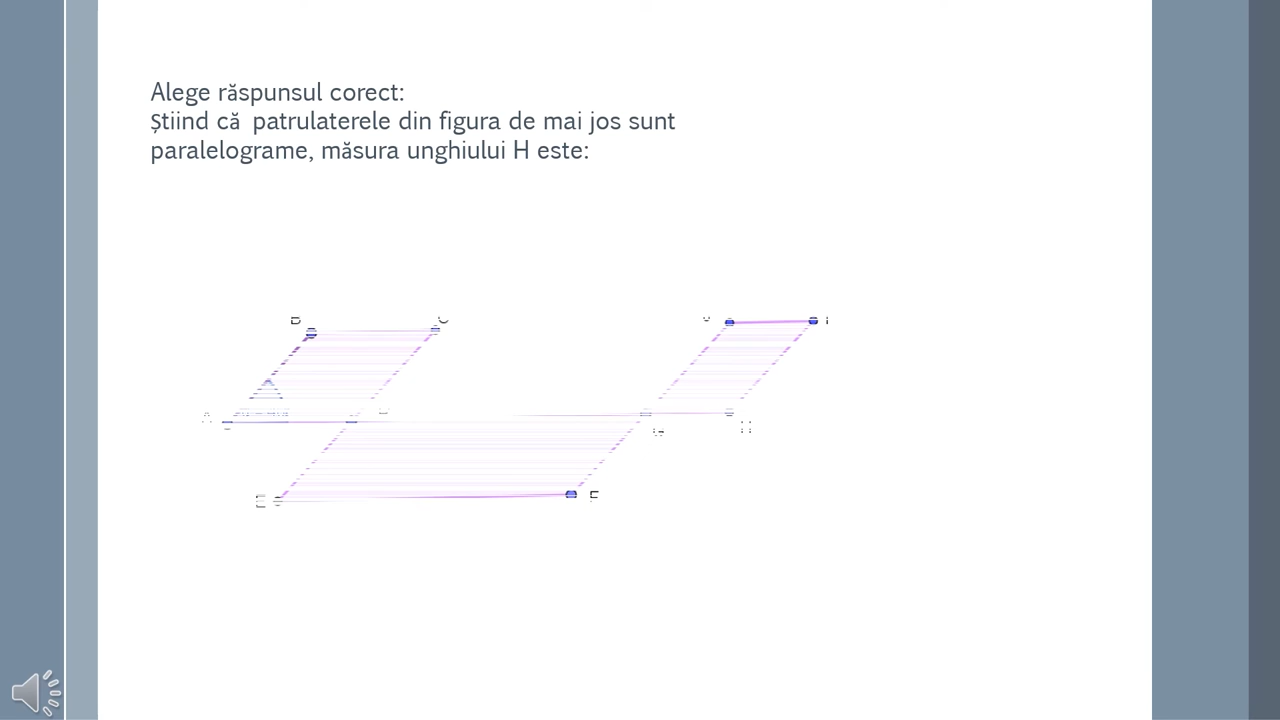 Alege răspunsul corect:
Știind că patrulaterele din figura de mai jos sunt
paralelograme, măsura unghiului H este:
B
C
E
F